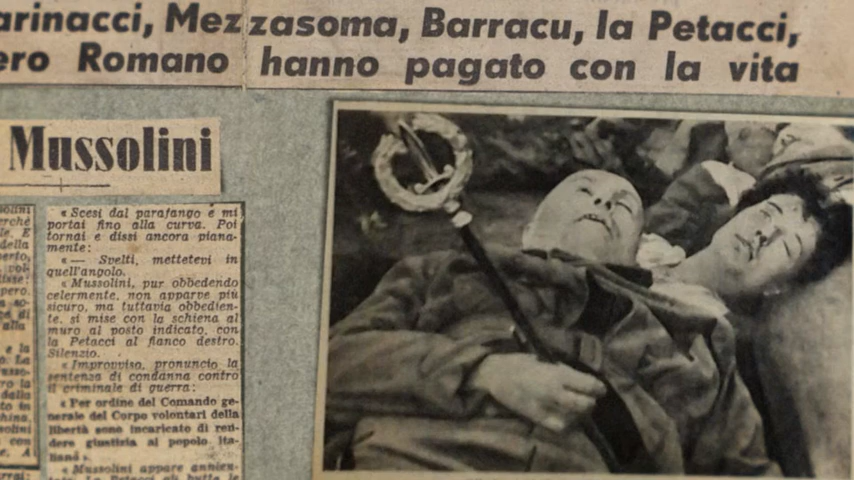 arinacci, Mezzasoma, Barracu, la Petacci,
ero Romano hanno pagato con la vita
Mussolini
« Scesi dal parafango e mi
portai fino alla curva. Poi
tornai e dissi ancora piana-
mente:
« — Svelti, mettetevi in
quell'angolo.
« Mussolini, pur obbedendo
celermente, non apparve più
sicuro, ma tuttavia obbedien-
te, si mise con la schiena al
muro al posto indicato, con
la Petacci al fianco destro.
Silenzio.
« Improvviso, pronuncio la
sentenza di condanna contro
il criminale di guerra:
« Per ordine del Comando ge-
nerale del Corpo volontari della
libertà sono incaricato di ren-
dere giustizia al popolo ita-
liano ».
« Mussolini appare annien-